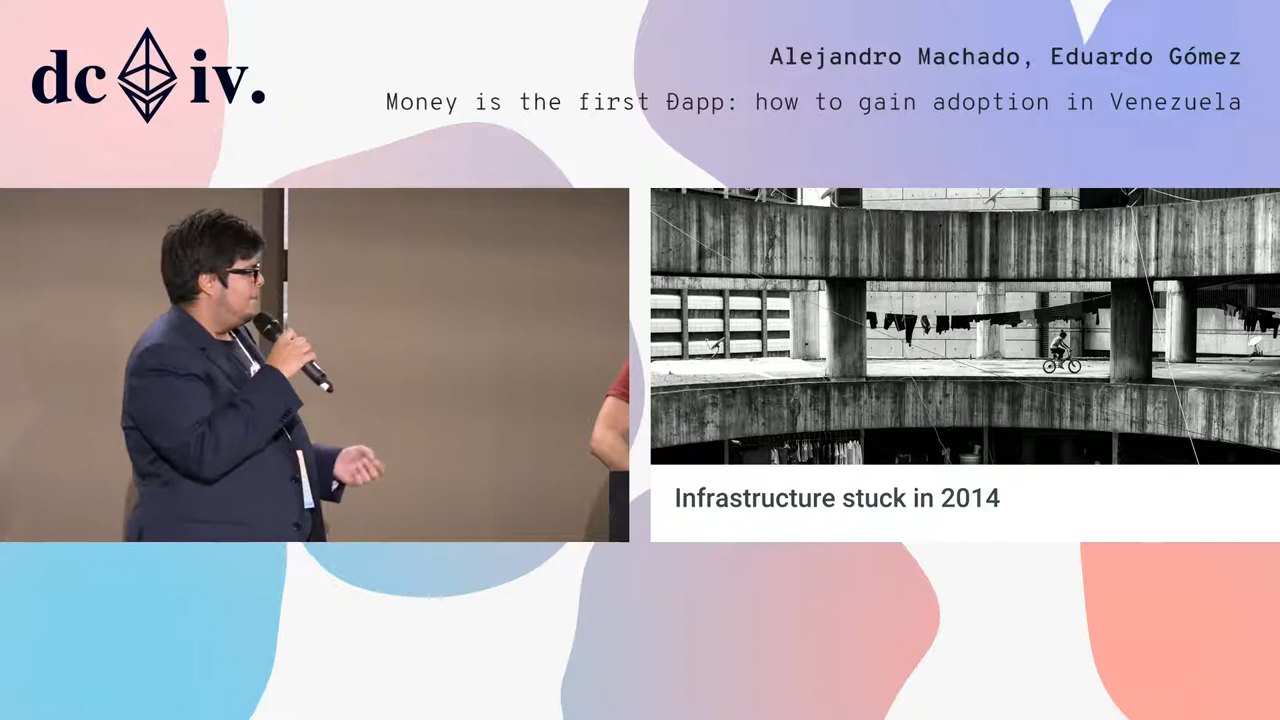 dc iv.
Alejandro Machado, Eduardo Gómez
Money is the first Ðapp: how to gain adoption in Venezuela
Infrastructure stuck in 2014